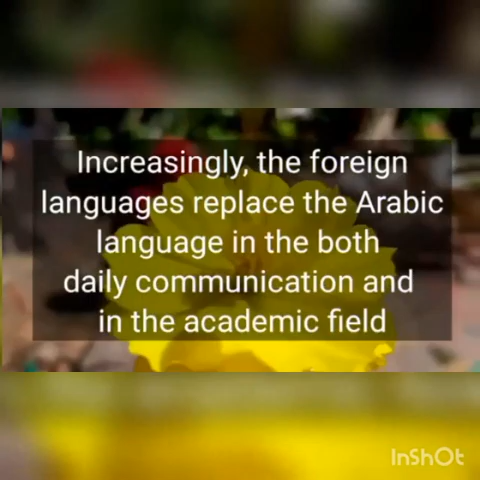 Increasingly, the foreign
languages replace the Arabic
language in the both
daily communication and
in the academic field
InShOt